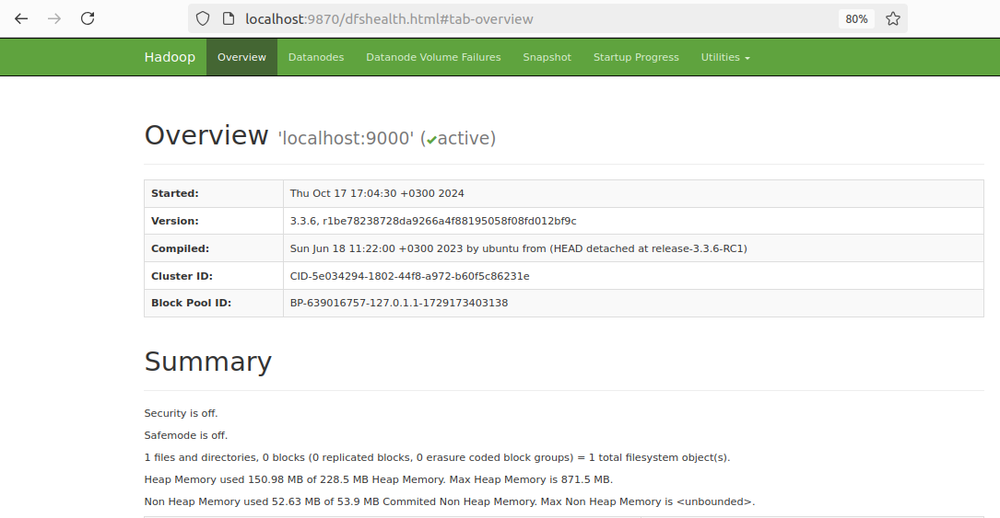 localhost:9870/dfshealth.html#tab-overview 80%
Hadoop Overview Datanodes Datanode Volume Failures Snapshot Startup Progress Utilities
Overview 'localhost:9000' (✔active)
Started: Thu Oct 17 17:04:30 +0300 2024
Version: 3.3.6, r1be78238728da9266a4f88195058f08fd012bf9c
Compiled: Sun Jun 18 11:22:00 +0300 2023 by ubuntu from (HEAD detached at release-3.3.6-RC1)
Cluster ID: CID-5e034294-1802-44f8-a972-b60f5c86231e
Block Pool ID: BP-639016757-127.0.1.1-1729173403138
Summary
Security is off.
Safemode is off.
1 files and directories, 0 blocks (0 replicated blocks, 0 erasure coded block groups) = 1 total filesystem object(s).
Heap Memory used 150.98 MB of 228.5 MB Heap Memory. Max Heap Memory is 871.5 MB.
Non Heap Memory used 52.63 MB of 53.9 MB Commited Non Heap Memory. Max Non Heap Memory is <unbounded>.